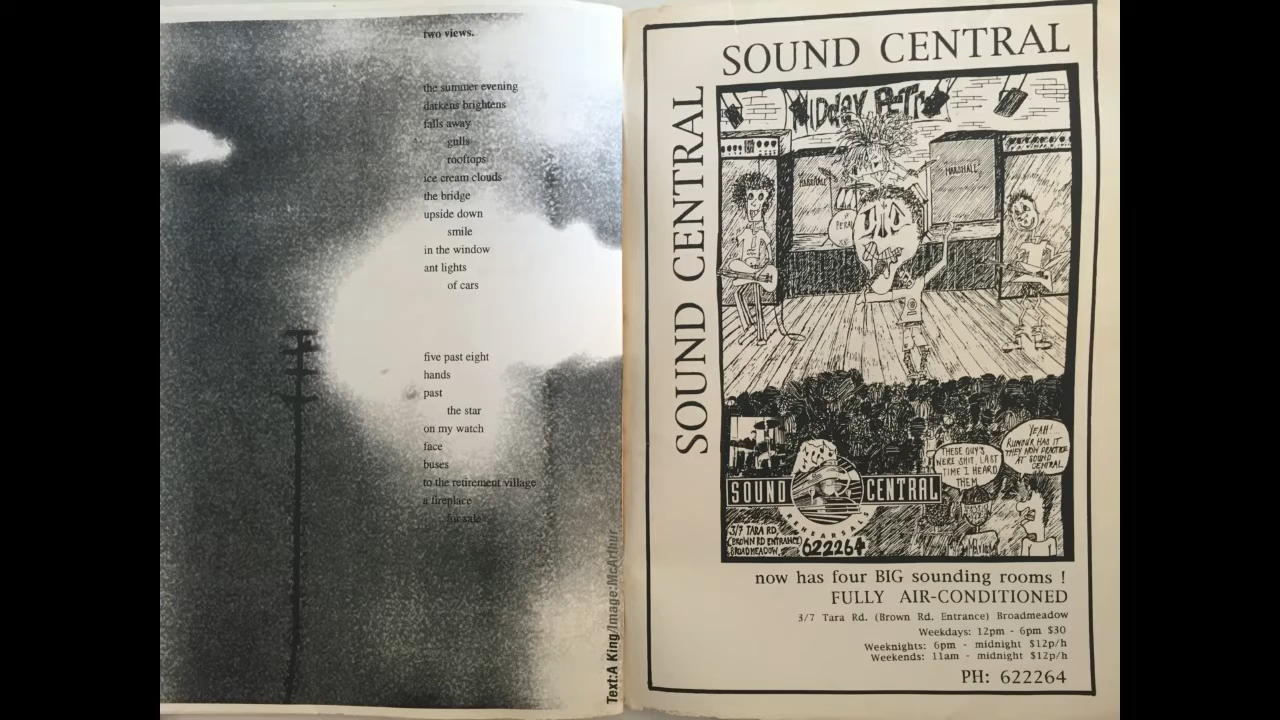 two views.
the summer evening
darkens brightens
falls away
gulls
rooftops
ice cream clouds
the bridge
upside down
smile
in the window
ant lights
of cars
five past eight
hands
past
the star
on my watch
face
buses
to the retirement village
a fireplace
for sale
Text:A King/Image:McArthur
SOUND CENTRAL
SOUND CENTRAL
MIDDAY
MARSHALL
MARSHALL
PERAL
THESE GUY'S
WERE SHIT, LAST
TIME I HEARD
THEM
YEAH!...
RUMOUR HAS IT
THEY NOW PRACTICE
AT SOUND
CENTRAL
SOUND CENTRAL
REHEARSALS
3/7 TARA RD,
(BROWN RD ENTRANCE)
BROADMEADOW.
622264
now has four BIG sounding rooms !
FULLY AIR-CONDITIONED
3/7 Tara Rd. (Brown Rd. Entrance) Broadmeadow
Weekdays: 12pm - 6pm $30
Weeknights: 6pm - midnight $12p/h
Weekends: 11am - midnight $12p/h
PH: 622264